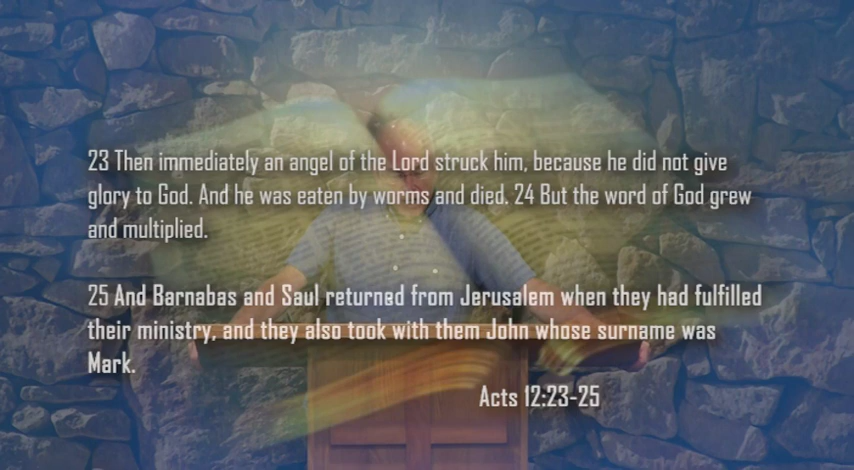 23 Then immediately an angel of the Lord struck him, because he did not give
glory to God. And he was eaten by worms and died. 24 But the word of God grew
and multiplied.
25 And Barnabas and Saul returned from Jerusalem when they had fulfilled
their ministry, and they also took with them John whose surname was
Mark.
Acts 12:23-25